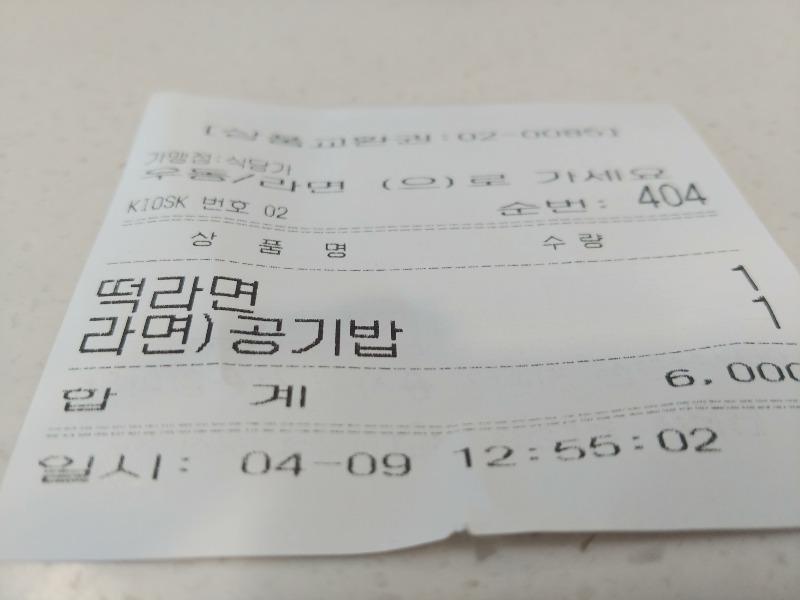 [상품교환권:02-0085]
가맹점:식당가
우동/라면 (으)로 가세요
KIOSK 번호 02 순번: 404
상 품 명 수 량
떡라면 1
라면)공기밥 1
합 계 6,000
일시: 04-09 12:55:02